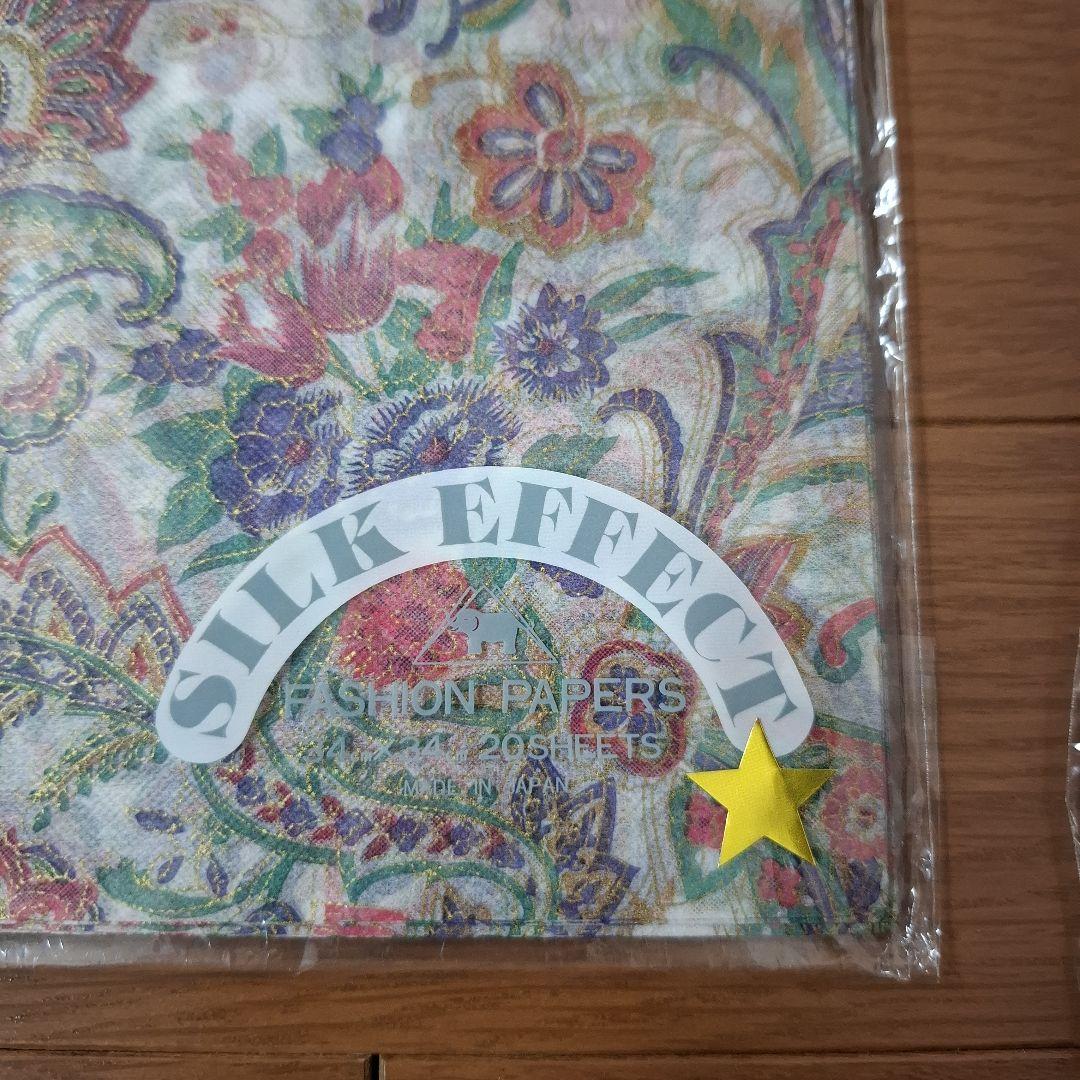 SILK EFFECT
FASHION PAPERS
34 × 34 20SHEETS
MADE IN JAPAN